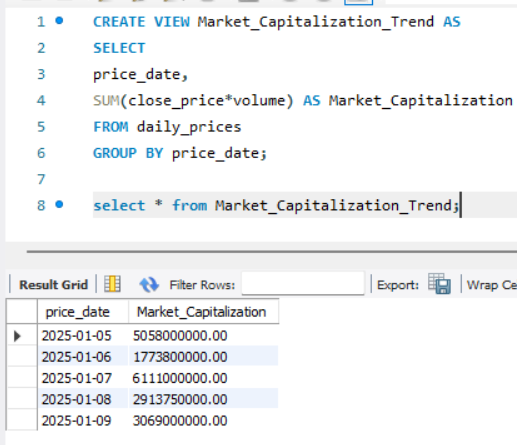 1 CREATE VIEW Market_Capitalization_Trend AS
2 SELECT
3 price_date,
4 SUM(close_price*volume) AS Market_Capitalization
5 FROM daily_prices
6 GROUP BY price_date;
7
8 select * from Market_Capitalization_Trend;
Result Grid Filter Rows: Export: Wrap Ce
price_date Market_Capitalization
2025-01-05 5058000000.00
2025-01-06 1773800000.00
2025-01-07 6111000000.00
2025-01-08 2913750000.00
2025-01-09 3069000000.00